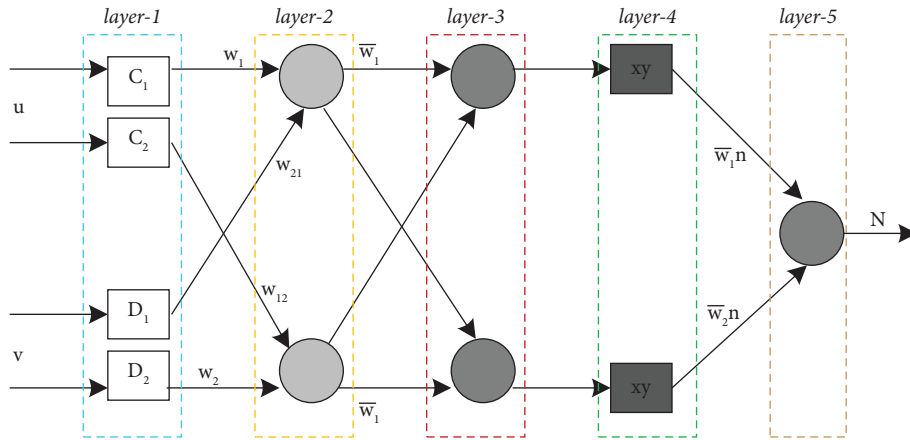 layer-1 layer-2 layer-3 layer-4 layer-5
C₁ w₁ w̅₁ xy
u
C₂
w₂₁ w̅₁n
N
w₁₂
D₁ w̅₂n
v
D₂ w₂ w̅₁ xy